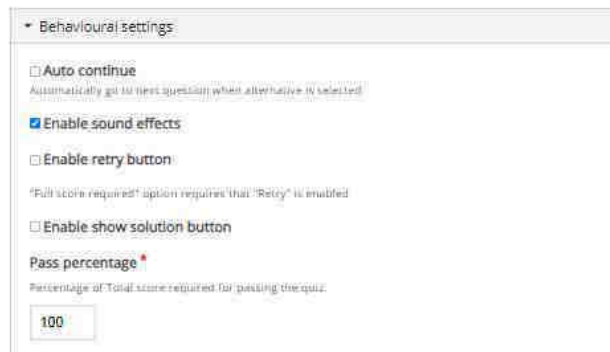 Behavioural settings
Auto continue
Automatically go to next question when alternative is selected
Enable sound effects
Enable retry button
"Full score required" option requires that "Retry" is enabled
Enable show solution button
Pass percentage *
Percentage of Total score required for passing the quiz.
100